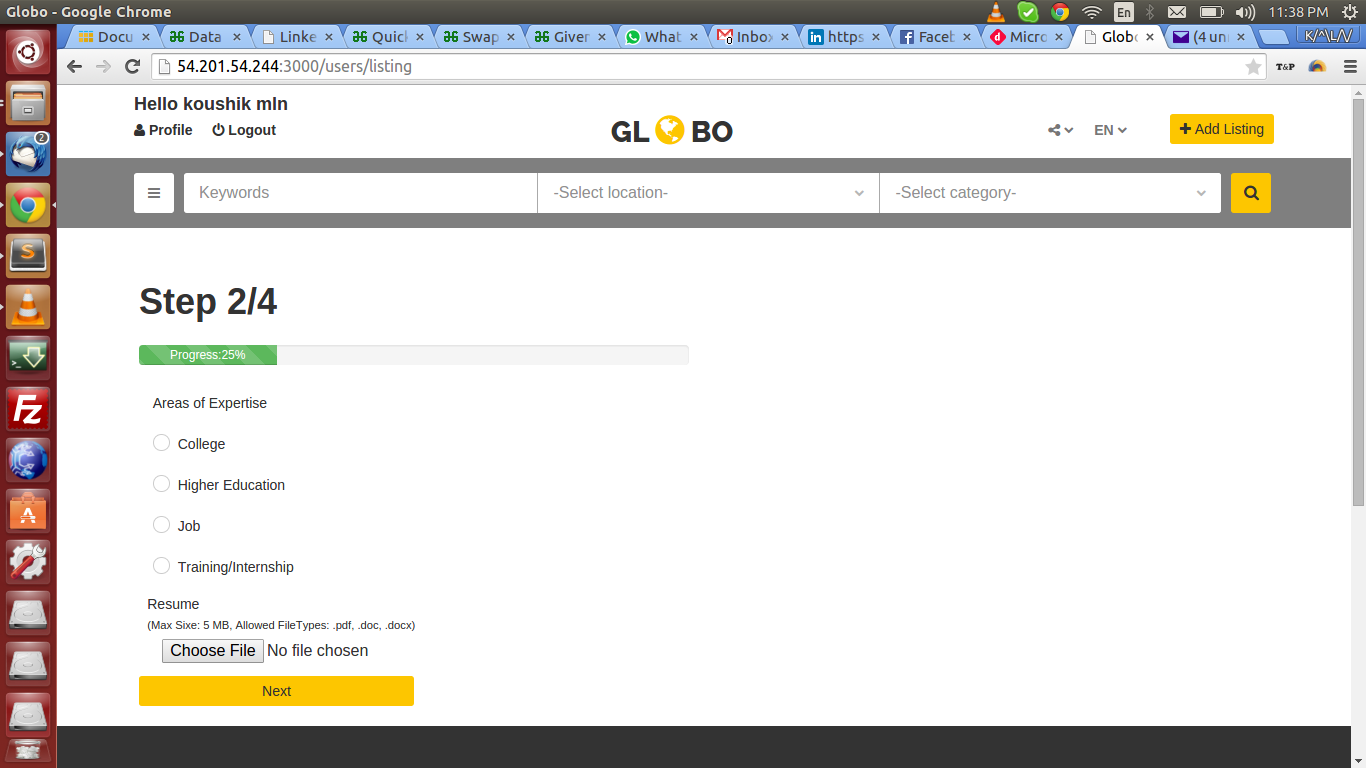 Globo - Google Chrome
En
11:38 PM
Docu
Data
Linke
Quick
Swap
Given
What
Inbox
https
Faceb
Micro
Globo
(4 un
54.201.54.244:3000/users/listing
T&P
Hello koushik mln
Profile
Logout
GL BO
EN
+ Add Listing
Keywords
-Select location-
-Select category-
Step 2/4
Progress:25%
Areas of Expertise
College
Higher Education
Job
Training/Internship
Resume
(Max Sixe: 5 MB, Allowed FileTypes: .pdf, .doc, .docx)
Choose File No file chosen
Next
2